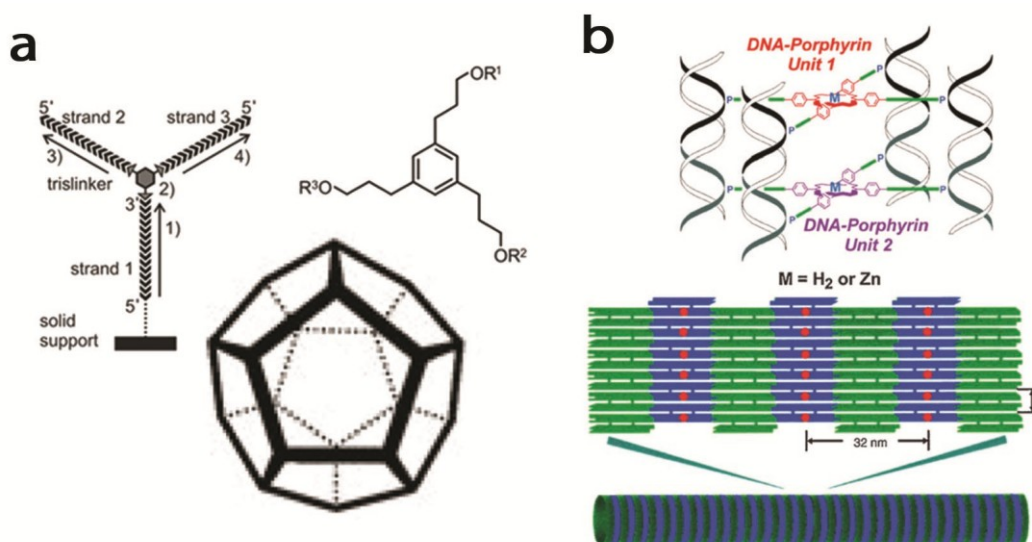 a
5'
5'
strand 2
strand 3
3)
4)
trislinker
2)
3'
1)
strand 1
5'
solid
support
OR¹
R³O
OR²
b
DNA-Porphyrin
Unit 1
P
M
P
P
P
P
M
P
P
P
DNA-Porphyrin
Unit 2
M = H₂ or Zn
32 nm